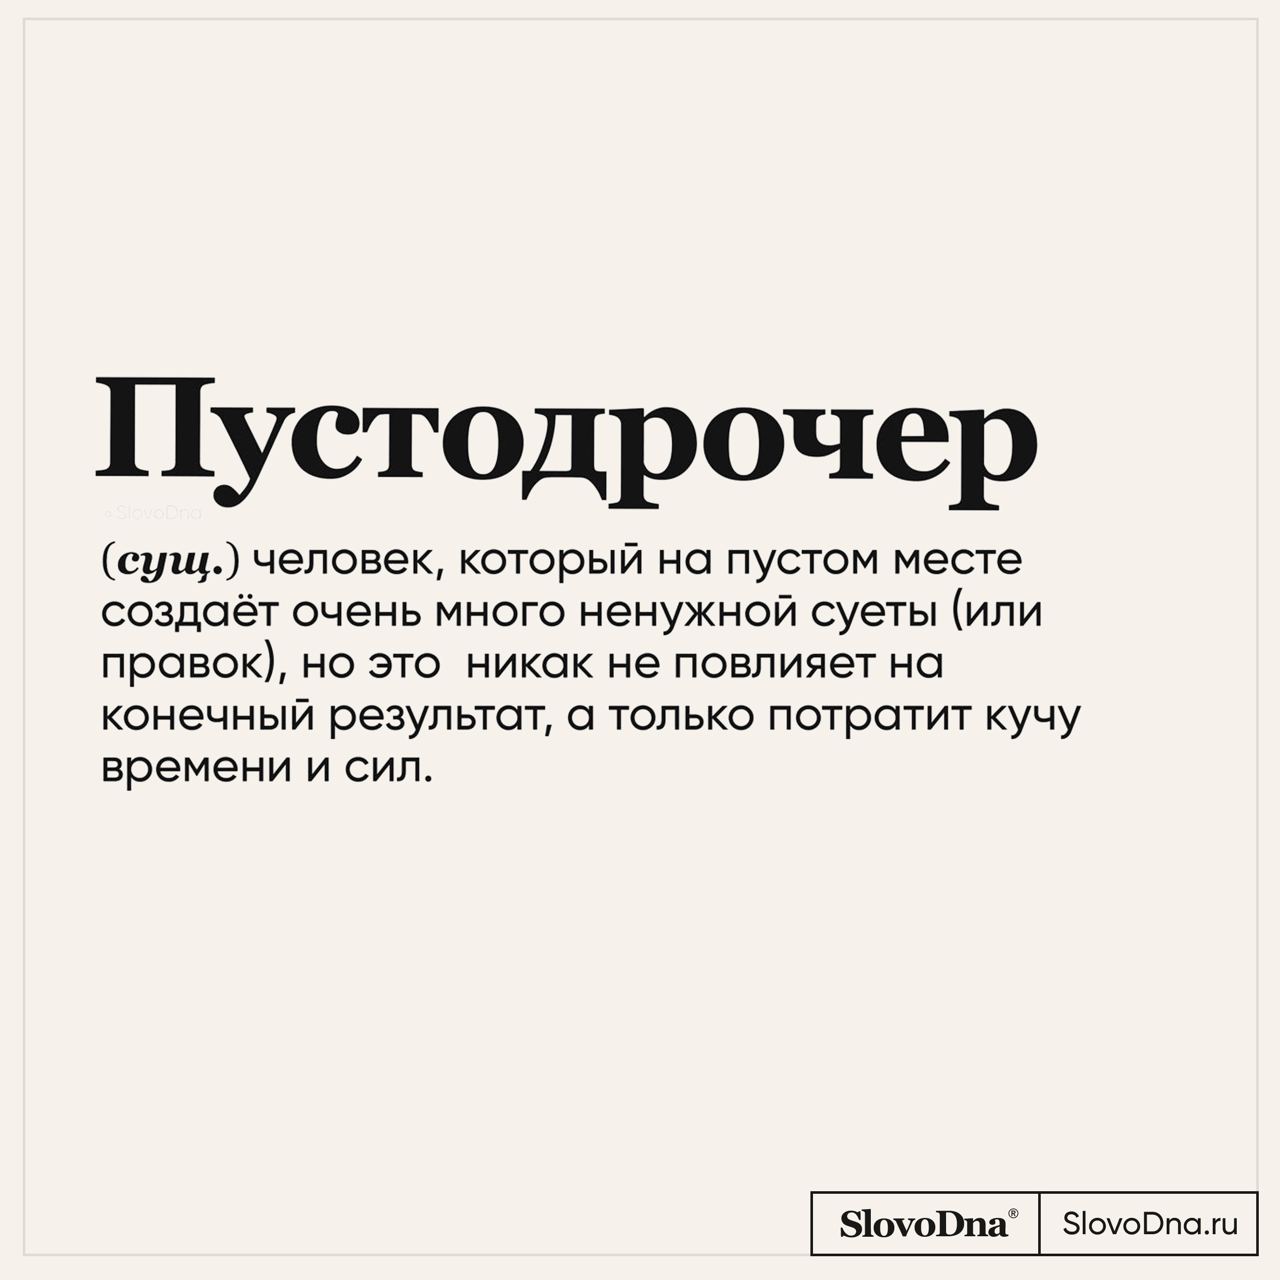 Пустодрочер
SlovoDna
(сущ.) человек, который на пустом месте
создаёт очень много ненужной суеты (или
правок), но это никак не повлияет на
конечный результат, а только потратит кучу
времени и сил.
SlovoDna® SlovoDna.ru